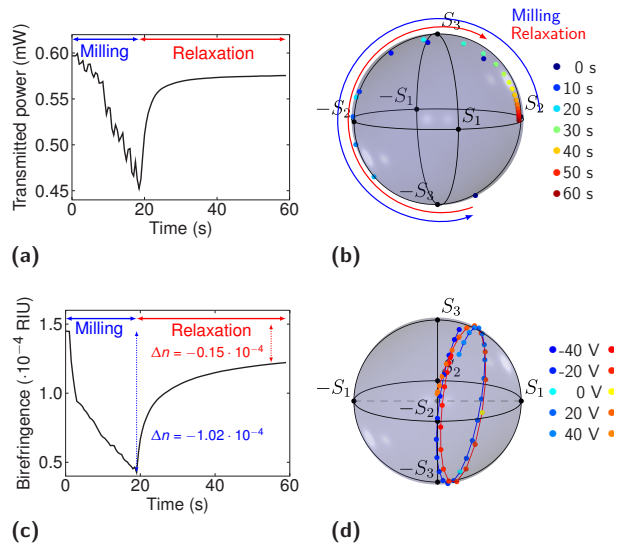 Transmitted power (mW)
0.60
0.55
0.50
0.45
Milling
Relaxation
0 20 40 60
Time (s)
(a)
Milling
Relaxation
S₃
−S₁
S₁
−S₂
S₂
−S₃
0 s
10 s
20 s
30 s
40 s
50 s
60 s
(b)
Birefringence (·10⁻⁴ RIU)
1.5
1.0
0.5
Milling
Relaxation
Δn = −0.15 · 10⁻⁴
Δn = −1.02 · 10⁻⁴
0 20 40 60
Time (s)
(c)
S₃
S₂
−S₁
S₁
−S₂
−S₃
-40 V
-20 V
0 V
20 V
40 V
(d)